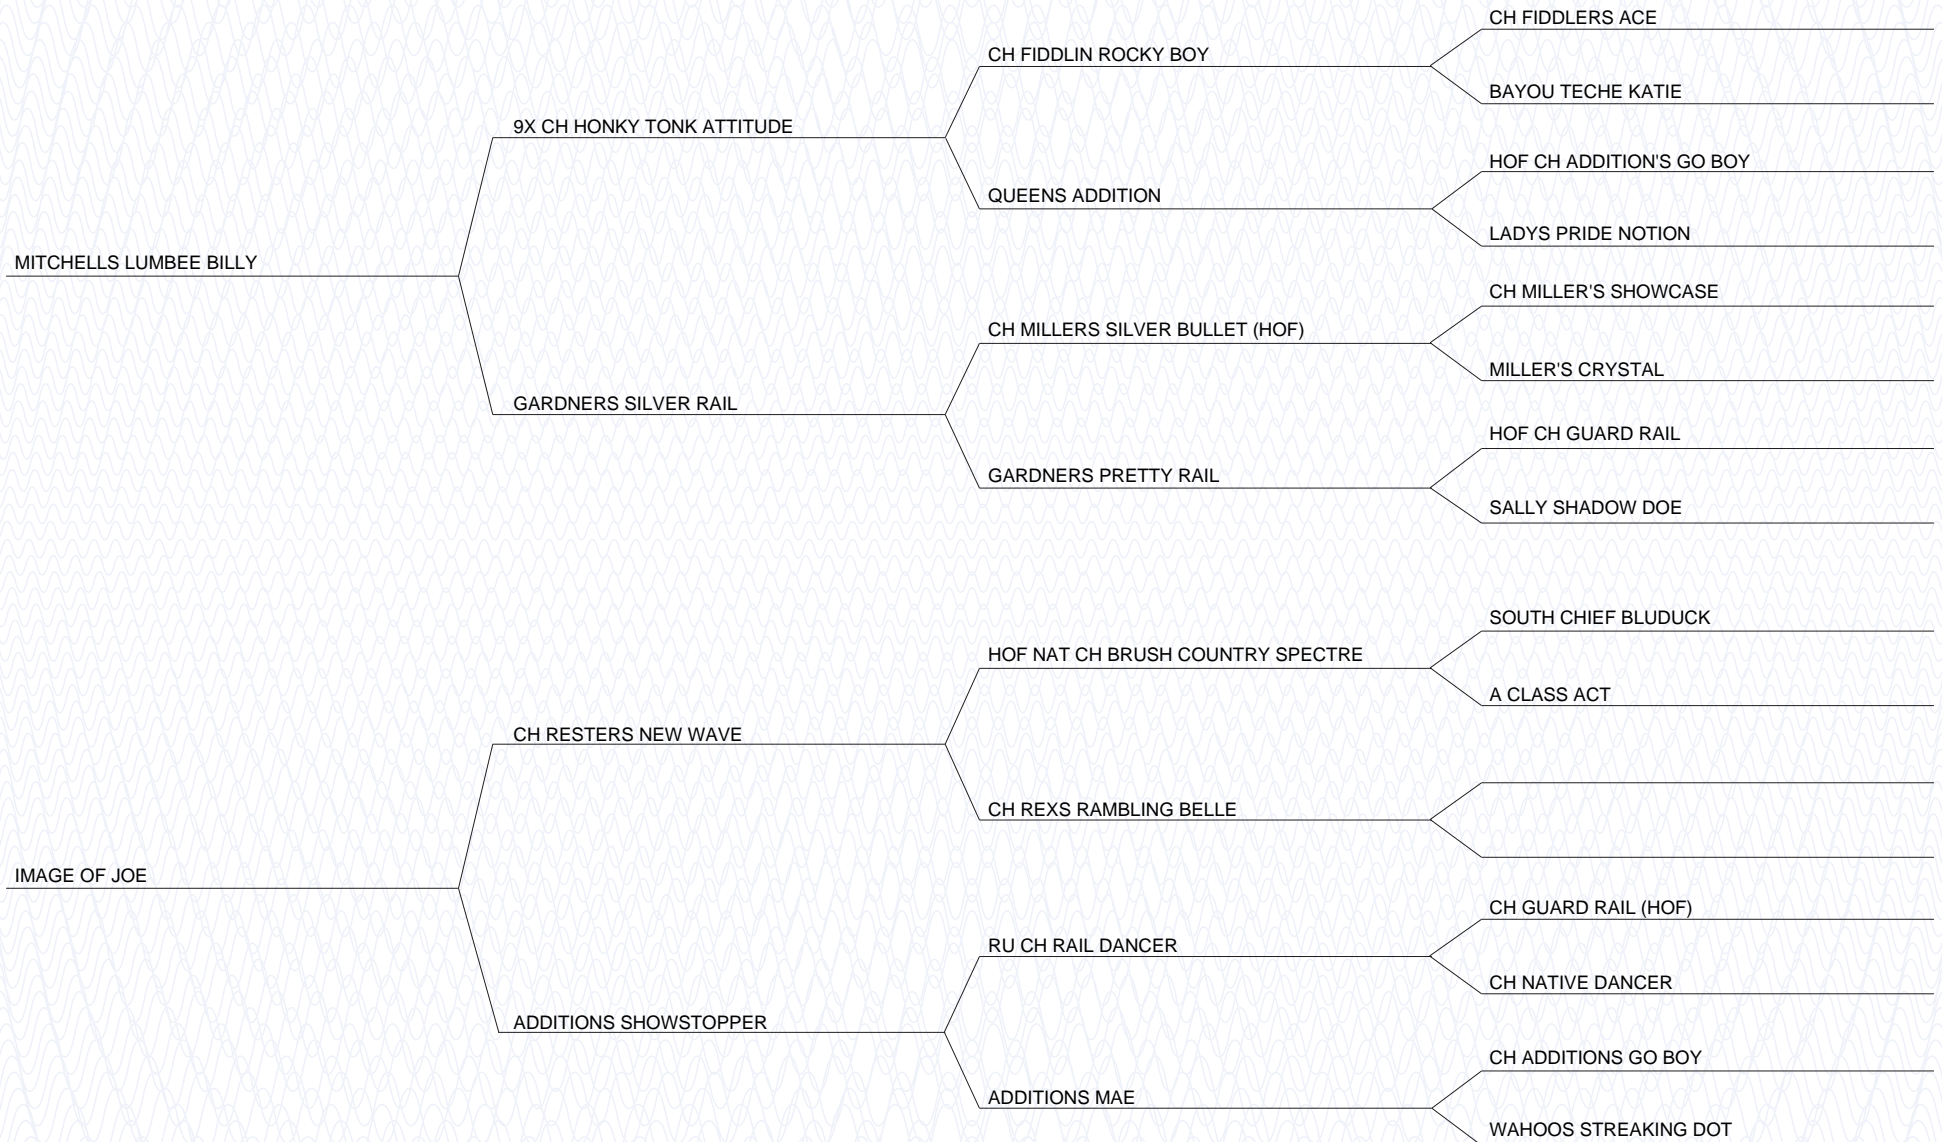 CH FIDDLERS ACE
CH FIDDLIN ROCKY BOY
BAYOU TECHE KATIE
9X CH HONKY TONK ATTITUDE
HOF CH ADDITION'S GO BOY
QUEENS ADDITION
LADYS PRIDE NOTION
MITCHELLS LUMBEE BILLY
CH MILLER'S SHOWCASE
CH MILLERS SILVER BULLET (HOF)
MILLER'S CRYSTAL
GARDNERS SILVER RAIL
HOF CH GUARD RAIL
GARDNERS PRETTY RAIL
SALLY SHADOW DOE
SOUTH CHIEF BLUDUCK
HOF NAT CH BRUSH COUNTRY SPECTRE
A CLASS ACT
CH RESTERS NEW WAVE
CH REXS RAMBLING BELLE
IMAGE OF JOE
CH GUARD RAIL (HOF)
RU CH RAIL DANCER
CH NATIVE DANCER
ADDITIONS SHOWSTOPPER
CH ADDITIONS GO BOY
ADDITIONS MAE
WAHOOS STREAKING DOT